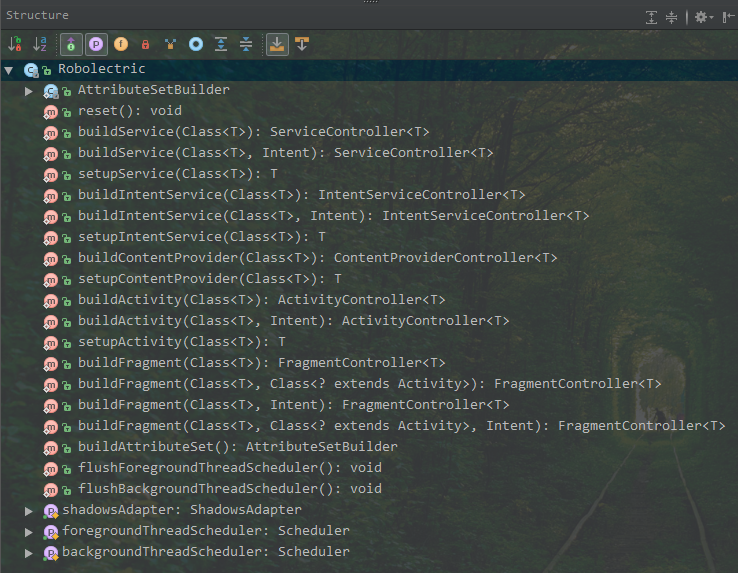 Structure
Robolectric
AttributeSetBuilder
reset(): void
buildService(Class<T>): ServiceController<T>
buildService(Class<T>, Intent): ServiceController<T>
setupService(Class<T>): T
buildIntentService(Class<T>): IntentServiceController<T>
buildIntentService(Class<T>, Intent): IntentServiceController<T>
setupIntentService(Class<T>): T
buildContentProvider(Class<T>): ContentProviderController<T>
setupContentProvider(Class<T>): T
buildActivity(Class<T>): ActivityController<T>
buildActivity(Class<T>, Intent): ActivityController<T>
setupActivity(Class<T>): T
buildFragment(Class<T>): FragmentController<T>
buildFragment(Class<T>, Class<? extends Activity>): FragmentController<T>
buildFragment(Class<T>, Intent): FragmentController<T>
buildFragment(Class<T>, Class<? extends Activity>, Intent): FragmentController<T>
buildAttributeSet(): AttributeSetBuilder
flushForegroundThreadScheduler(): void
flushBackgroundThreadScheduler(): void
shadowsAdapter: ShadowsAdapter
foregroundThreadScheduler: Scheduler
backgroundThreadScheduler: Scheduler